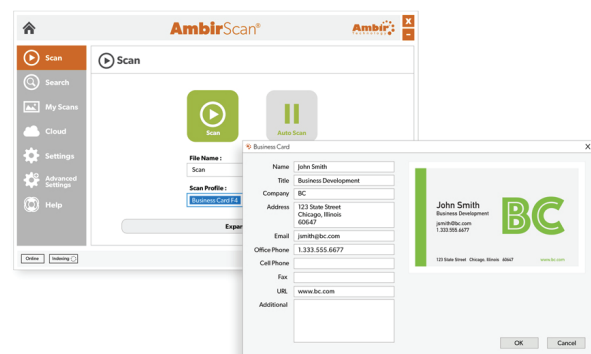 AmbirScan®
Ambir
Technology
X
-
Scan
Search
My Scans
Cloud
Settings
Advanced
Settings
Help
Scan
Scan
Auto Scan
File Name :
Scan
Scan Profile :
Business Card F4
Expan
Online
Indexing
Business Card
X
Name
John Smith
Title
Business Development
Company
BC
Address
123 State Street
Chicago, Illinois
60647
Email
jsmith@bc.com
Office Phone
1.333.555.6677
Cell Phone
Fax
URL
www.bc.com
Additional
John Smith
Business Development
jsmith@bc.com
1.333.555.6677
BC
123 State Street Chicago, Illinois 60647
www.bc.com
OK
Cancel